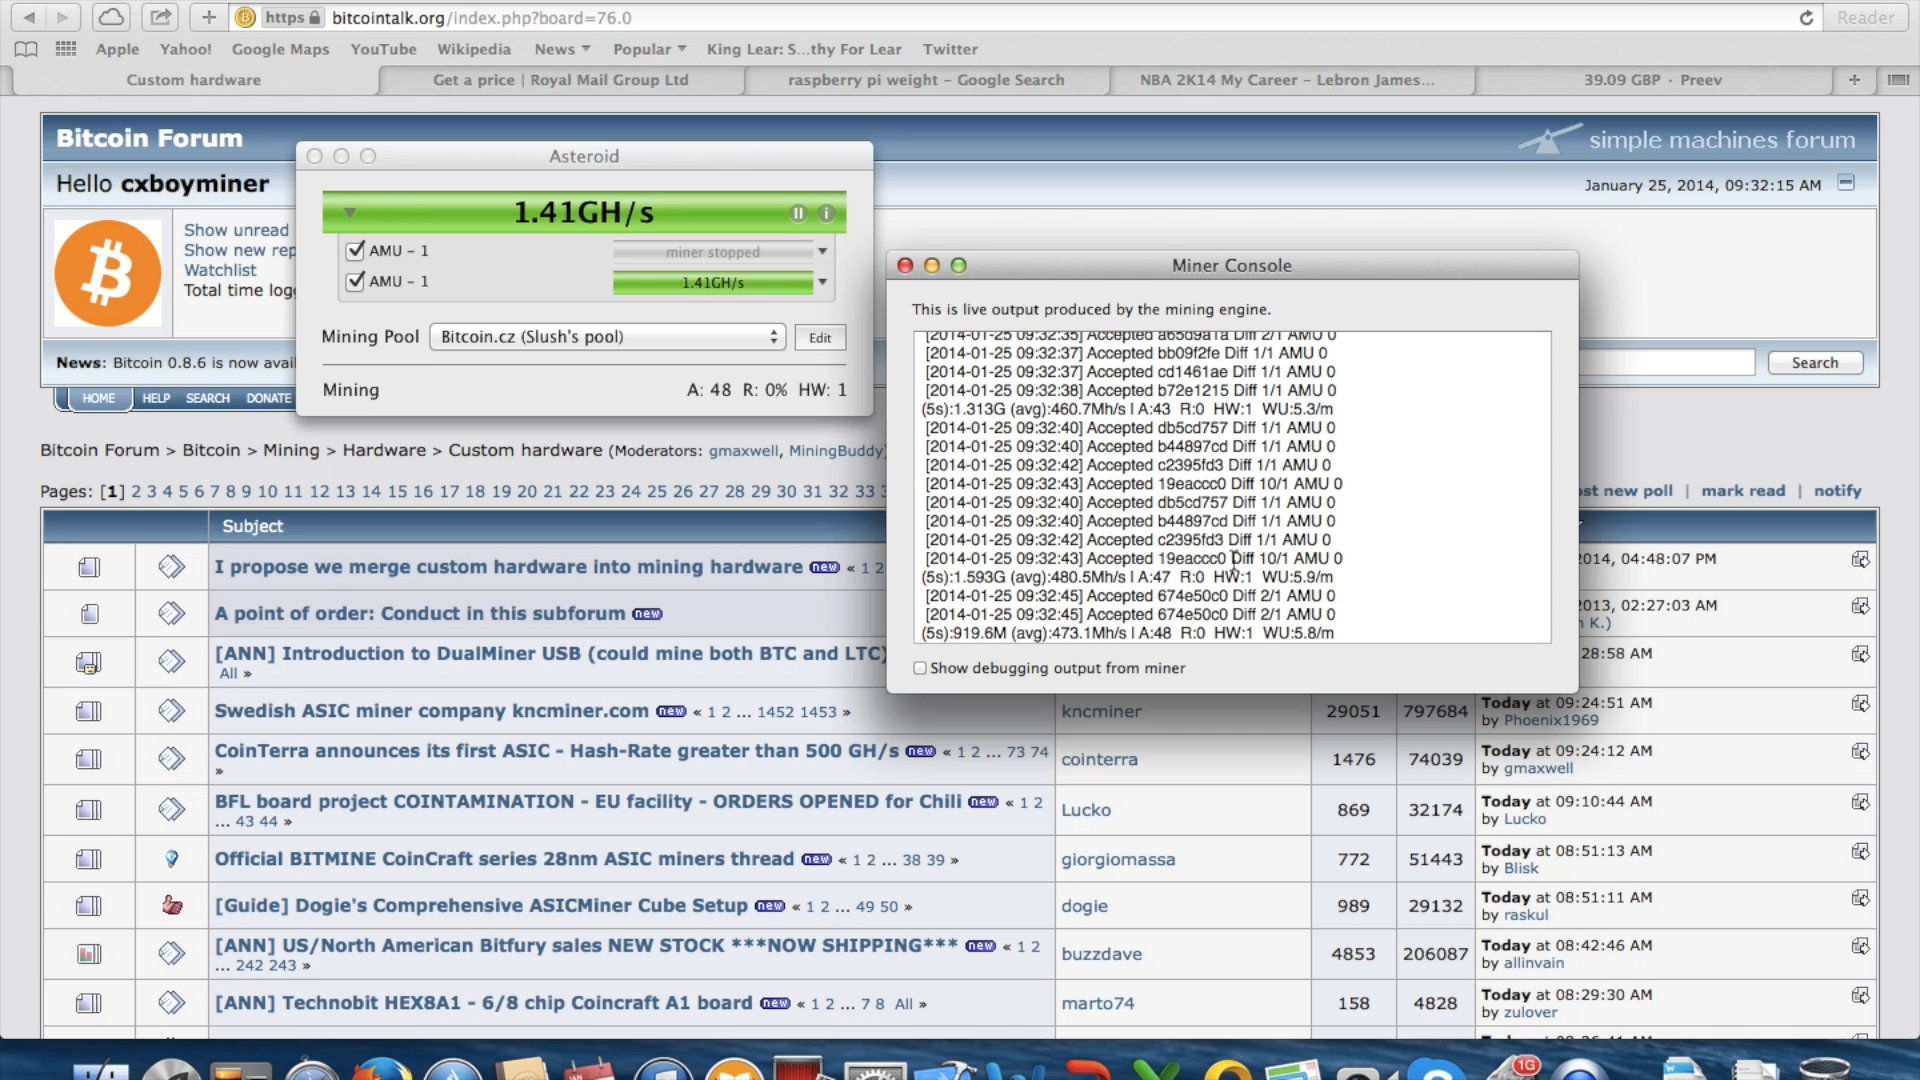 https bitcointalk.org/index.php?board=76.0 Reader
Apple Yahoo! Google Maps YouTube Wikipedia News Popular King Lear: S...thy For Lear Twitter
Custom hardware Get a price | Royal Mail Group Ltd raspberry pi weight – Google Search NBA 2K14 My Career – Lebron James... 39.09 GBP · Preev
Bitcoin Forum
simple machines forum
Hello cxboyminer
January 25, 2014, 09:32:15 AM
Show unread
Show new rep
Watchlist
Total time log
News: Bitcoin 0.8.6 is now avai
Search
HOME HELP SEARCH DONATE
Asteroid
1.41GH/s
AMU – 1 miner stopped
AMU – 1 1.41GH/s
Mining Pool Bitcoin.cz (Slush's pool) Edit
Mining A: 48 R: 0% HW: 1
Miner Console
This is live output produced by the mining engine.
[2014-01-25 09:32:35] Accepted a65d9a1a Diff 2/1 AMU 0
[2014-01-25 09:32:37] Accepted bb09f2fe Diff 1/1 AMU 0
[2014-01-25 09:32:37] Accepted cd1461ae Diff 1/1 AMU 0
[2014-01-25 09:32:38] Accepted b72e1215 Diff 1/1 AMU 0
(5s):1.313G (avg):460.7Mh/s | A:43 R:0 HW:1 WU:5.3/m
[2014-01-25 09:32:40] Accepted db5cd757 Diff 1/1 AMU 0
[2014-01-25 09:32:40] Accepted b44897cd Diff 1/1 AMU 0
[2014-01-25 09:32:42] Accepted c2395fd3 Diff 1/1 AMU 0
[2014-01-25 09:32:43] Accepted 19eaccc0 Diff 10/1 AMU 0
[2014-01-25 09:32:40] Accepted db5cd757 Diff 1/1 AMU 0
[2014-01-25 09:32:40] Accepted b44897cd Diff 1/1 AMU 0
[2014-01-25 09:32:42] Accepted c2395fd3 Diff 1/1 AMU 0
[2014-01-25 09:32:43] Accepted 19eaccc0 Diff 10/1 AMU 0
(5s):1.593G (avg):480.5Mh/s | A:47 R:0 HW:1 WU:5.9/m
[2014-01-25 09:32:45] Accepted 674e50c0 Diff 2/1 AMU 0
[2014-01-25 09:32:45] Accepted 674e50c0 Diff 2/1 AMU 0
(5s):919.6M (avg):473.1Mh/s | A:48 R:0 HW:1 WU:5.8/m
Show debugging output from miner
Bitcoin Forum > Bitcoin > Mining > Hardware > Custom hardware (Moderators: gmaxwell, MiningBuddy
Pages: [1] 2 3 4 5 6 7 8 9 10 11 12 13 14 15 16 17 18 19 20 21 22 23 24 25 26 27 28 29 30 31 32 33
st new poll | mark read | notify
Subject
I propose we merge custom hardware into mining hardware new « 1 2
2014, 04:48:07 PM
A point of order: Conduct in this subforum new
2013, 02:27:03 AM
K.)
[ANN] Introduction to DualMiner USB (could mine both BTC and LTC)
All »
28:58 AM
Swedish ASIC miner company kncminer.com new « 1 2 ... 1452 1453 »
kncminer 29051 797684 Today at 09:24:51 AM
by Phoenix1969
CoinTerra announces its first ASIC - Hash-Rate greater than 500 GH/s new « 1 2 ... 73 74
»
cointerra 1476 74039 Today at 09:24:12 AM
by gmaxwell
BFL board project COINTAMINATION - EU facility - ORDERS OPENED for Chili new « 1 2
... 43 44 »
Lucko 869 32174 Today at 09:10:44 AM
by Lucko
Official BITMINE CoinCraft series 28nm ASIC miners thread new « 1 2 ... 38 39 »
giorgiomassa 772 51443 Today at 08:51:13 AM
by Blisk
[Guide] Dogie's Comprehensive ASICMiner Cube Setup new « 1 2 ... 49 50 »
dogie 989 29132 Today at 08:51:11 AM
by raskul
[ANN] US/North American Bitfury sales NEW STOCK ***NOW SHIPPING*** new « 1 2
... 242 243 »
buzzdave 4853 206087 Today at 08:42:46 AM
by allinvain
[ANN] Technobit HEX8A1 - 6/8 chip Coincraft A1 board new « 1 2 ... 7 8 All »
marto74 158 4828 Today at 08:29:30 AM
by zulover
1G